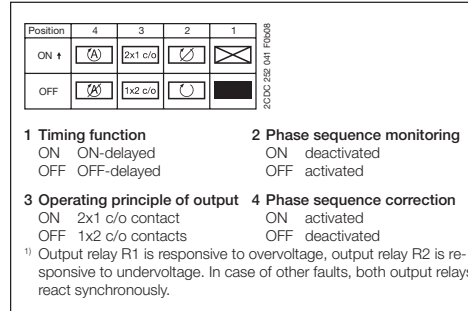 Position 4 3 2 1
ON A 2x1 c/o
OFF A 1x2 c/o
2CDC 252 041 F0b08
1 Timing function
ON ON-delayed
OFF OFF-delayed
2 Phase sequence monitoring
ON deactivated
OFF activated
3 Operating principle of output
ON 2x1 c/o contact
OFF 1x2 c/o contacts
4 Phase sequence correction
ON activated
OFF deactivated
1) Output relay R1 is responsive to overvoltage, output relay R2 is re-
sponsive to undervoltage. In case of other faults, both output relays
react synchronously.